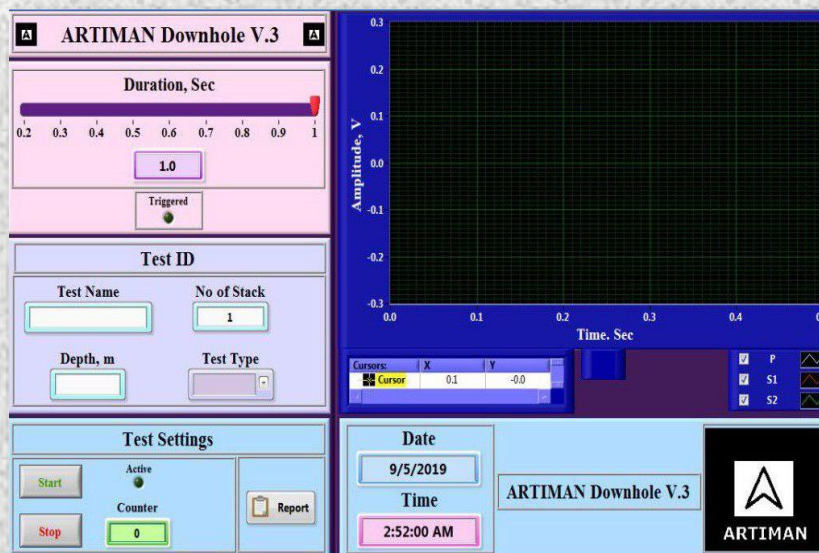 A ARTIMAN Downhole V.3 A
Duration, Sec
0.2 0.3 0.4 0.5 0.6 0.7 0.8 0.9 1
1.0
Triggered
Test ID
Test Name No of Stack
1
Depth, m Test Type
Test Settings
Start Active
Counter
Stop 0
Report
Amplitude, V
0.3
0.2
0.1
0.0
-0.1
-0.2
-0.3
0.0 0.1 0.2 0.3 0.4
Time. Sec
Cursors: X Y
Cursor 0.1 -0.0
P
S1
S2
Date
9/5/2019
Time
2:52:00 AM
ARTIMAN Downhole V.3
ARTIMAN